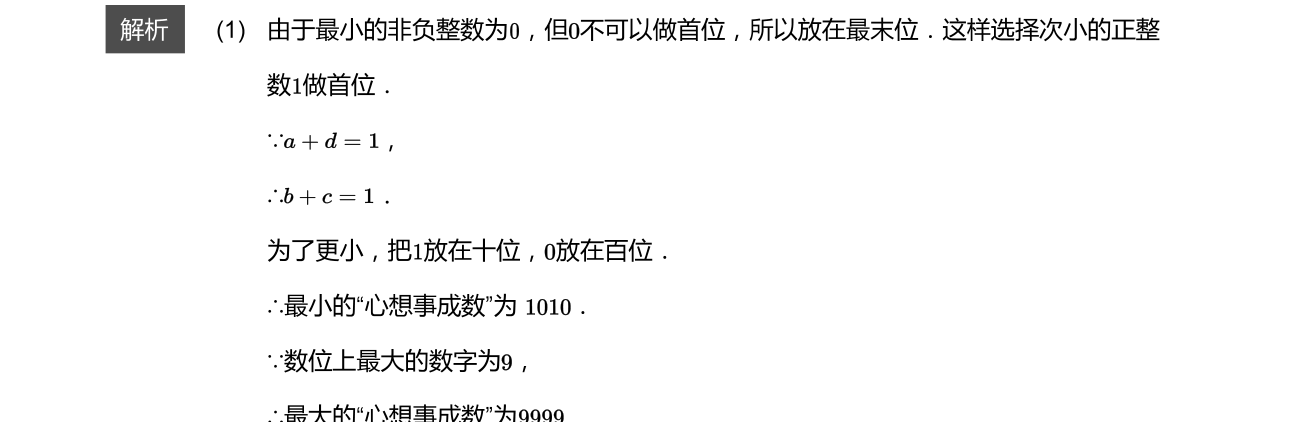 解析 (1) 由于最小的非负整数为0，但0不可以做首位，所以放在最末位．这样选择次小的正整
数1做首位．
∵a + d = 1，
∴b + c = 1．
为了更小，把1放在十位，0放在百位．
∴最小的“心想事成数”为 1010．
∵数位上最大的数字为9，
∴最大的“心想事成数”为9999